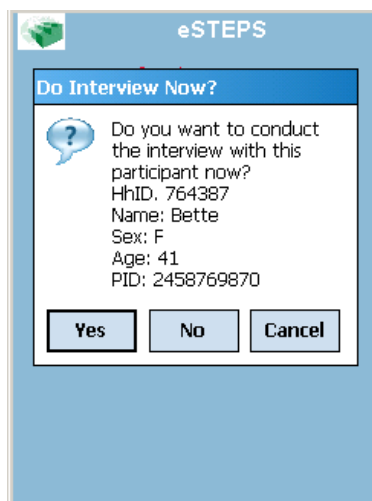 eSTEPS
Do Interview Now?
Do you want to conduct
the interview with this
participant now?
HhID. 764387
Name: Bette
Sex: F
Age: 41
PID: 2458769870
Yes
No
Cancel